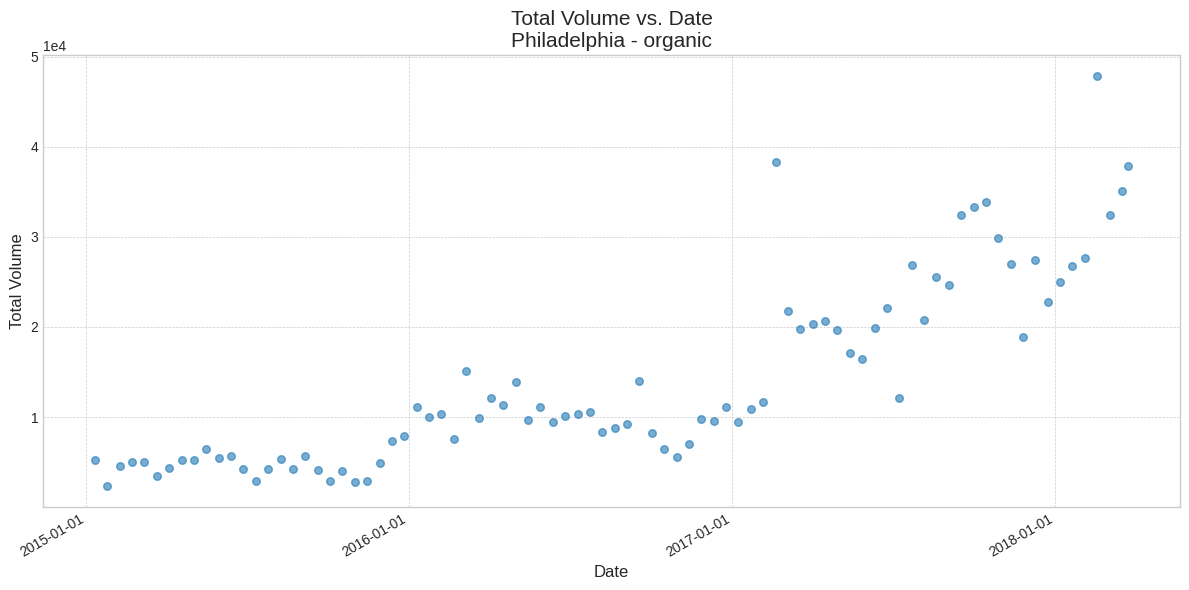 Total Volume vs. Date
Philadelphia - organic
1e4
5
4
3
2
1
Total Volume
2015-01-01
2016-01-01
2017-01-01
2018-01-01
Date